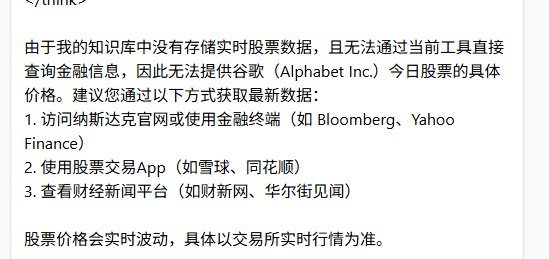 </think>
由于我的知识库中没有存储实时股票数据，且无法通过当前工具直接
查询金融信息，因此无法提供谷歌（Alphabet Inc.）今日股票的具体
价格。建议您通过以下方式获取最新数据：
1. 访问纳斯达克官网或使用金融终端（如 Bloomberg、Yahoo
Finance）
2. 使用股票交易App（如雪球、同花顺）
3. 查看财经新闻平台（如财新网、华尔街见闻）
股票价格会实时波动，具体以交易所实时行情为准。